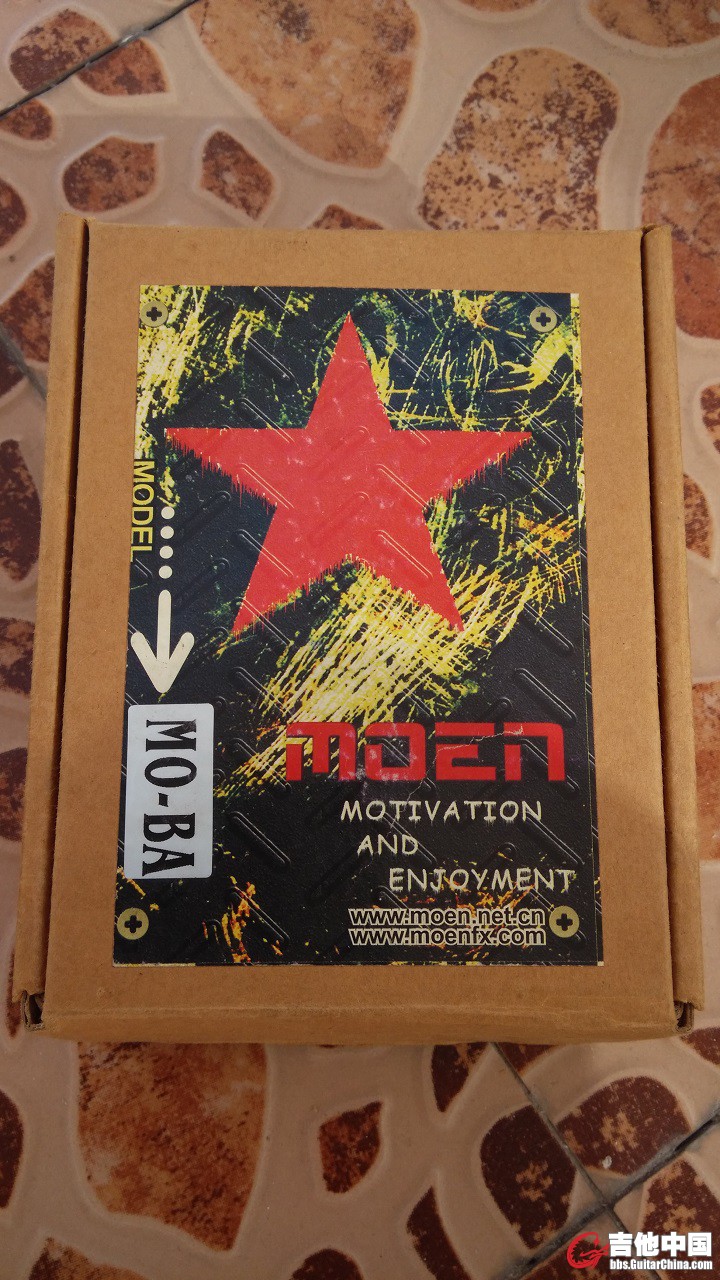 MODEL
MO-BA
MOEN
MOTIVATION
AND
ENJOYMENT
www.moen.net.cn
www.moenfx.com
吉他中国
bbs.GuitarChina.com